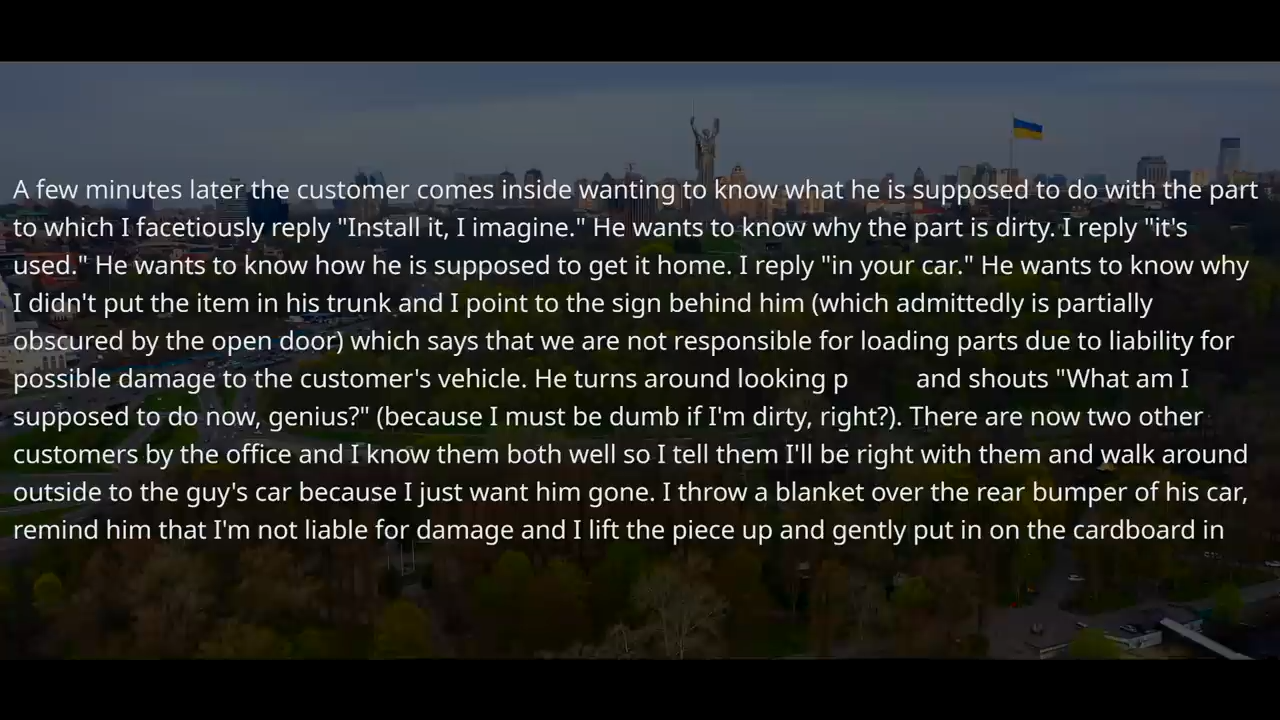 A few minutes later the customer comes inside wanting to know what he is supposed to do with the part
to which I facetiously reply "Install it, I imagine." He wants to know why the part is dirty. I reply "it's
used." He wants to know how he is supposed to get it home. I reply "in your car." He wants to know why
I didn't put the item in his trunk and I point to the sign behind him (which admittedly is partially
obscured by the open door) which says that we are not responsible for loading parts due to liability for
possible damage to the customer's vehicle. He turns around looking p and shouts "What am I
supposed to do now, genius?" (because I must be dumb if I'm dirty, right?). There are now two other
customers by the office and I know them both well so I tell them I'll be right with them and walk around
outside to the guy's car because I just want him gone. I throw a blanket over the rear bumper of his car,
remind him that I'm not liable for damage and I lift the piece up and gently put in on the cardboard in